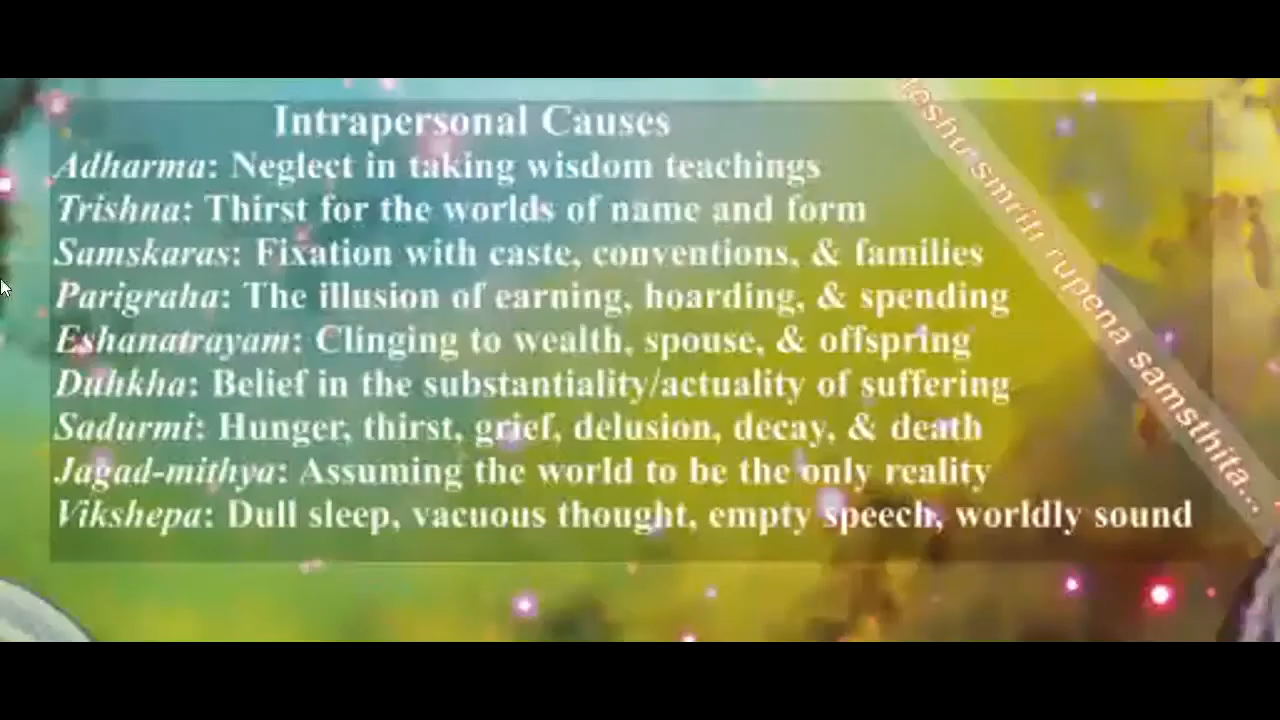 Intrapersonal Causes
Adharma: Neglect in taking wisdom teachings
Trishna: Thirst for the worlds of name and form
Samskaras: Fixation with caste, conventions, & families
Parigraha: The illusion of earning, hoarding, & spending
Eshanatrayam: Clinging to wealth, spouse, & offspring
Duhkha: Belief in the substantiality/actuality of suffering
Sadurmi: Hunger, thirst, grief, delusion, decay, & death
Jagad-mithya: Assuming the world to be the only reality
Vikshepa: Dull sleep, vacuous thought, empty speech, worldly sound
smriti rupena samsthita...